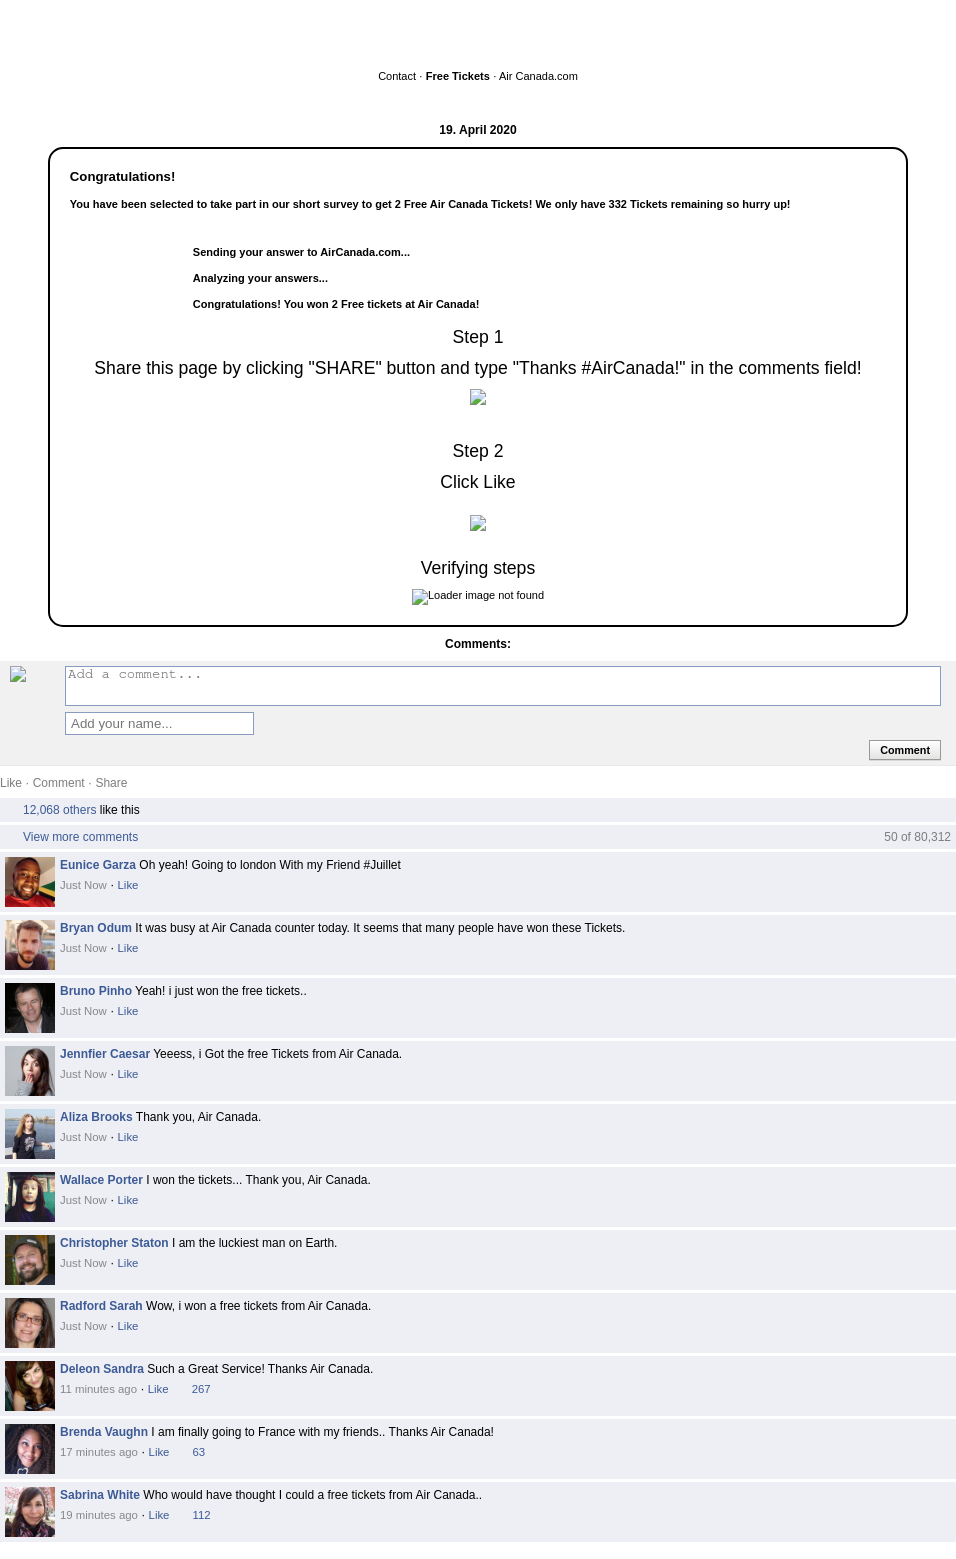 Contact · Free Tickets · Air Canada.com
19. April 2020
Congratulations!
You have been selected to take part in our short survey to get 2 Free Air Canada Tickets! We only have 332 Tickets remaining so hurry up!
Sending your answer to AirCanada.com...
Analyzing your answers...
Congratulations! You won 2 Free tickets at Air Canada!
Step 1
Share this page by clicking "SHARE" button and type "Thanks #AirCanada!" in the comments field!
Step 2
Click Like
Verifying steps
Loader image not found
Comments:
Add a comment...
Add your name...
Comment
Like · Comment · Share
12,068 others like this
View more comments 50 of 80,312
Eunice Garza Oh yeah! Going to london With my Friend #Juillet
Just Now · Like
Bryan Odum It was busy at Air Canada counter today. It seems that many people have won these Tickets.
Just Now · Like
Bruno Pinho Yeah! i just won the free tickets..
Just Now · Like
Jennfier Caesar Yeeess, i Got the free Tickets from Air Canada.
Just Now · Like
Aliza Brooks Thank you, Air Canada.
Just Now · Like
Wallace Porter I won the tickets... Thank you, Air Canada.
Just Now · Like
Christopher Staton I am the luckiest man on Earth.
Just Now · Like
Radford Sarah Wow, i won a free tickets from Air Canada.
Just Now · Like
Deleon Sandra Such a Great Service! Thanks Air Canada.
11 minutes ago · Like 267
Brenda Vaughn I am finally going to France with my friends.. Thanks Air Canada!
17 minutes ago · Like 63
Sabrina White Who would have thought I could a free tickets from Air Canada..
19 minutes ago · Like 112